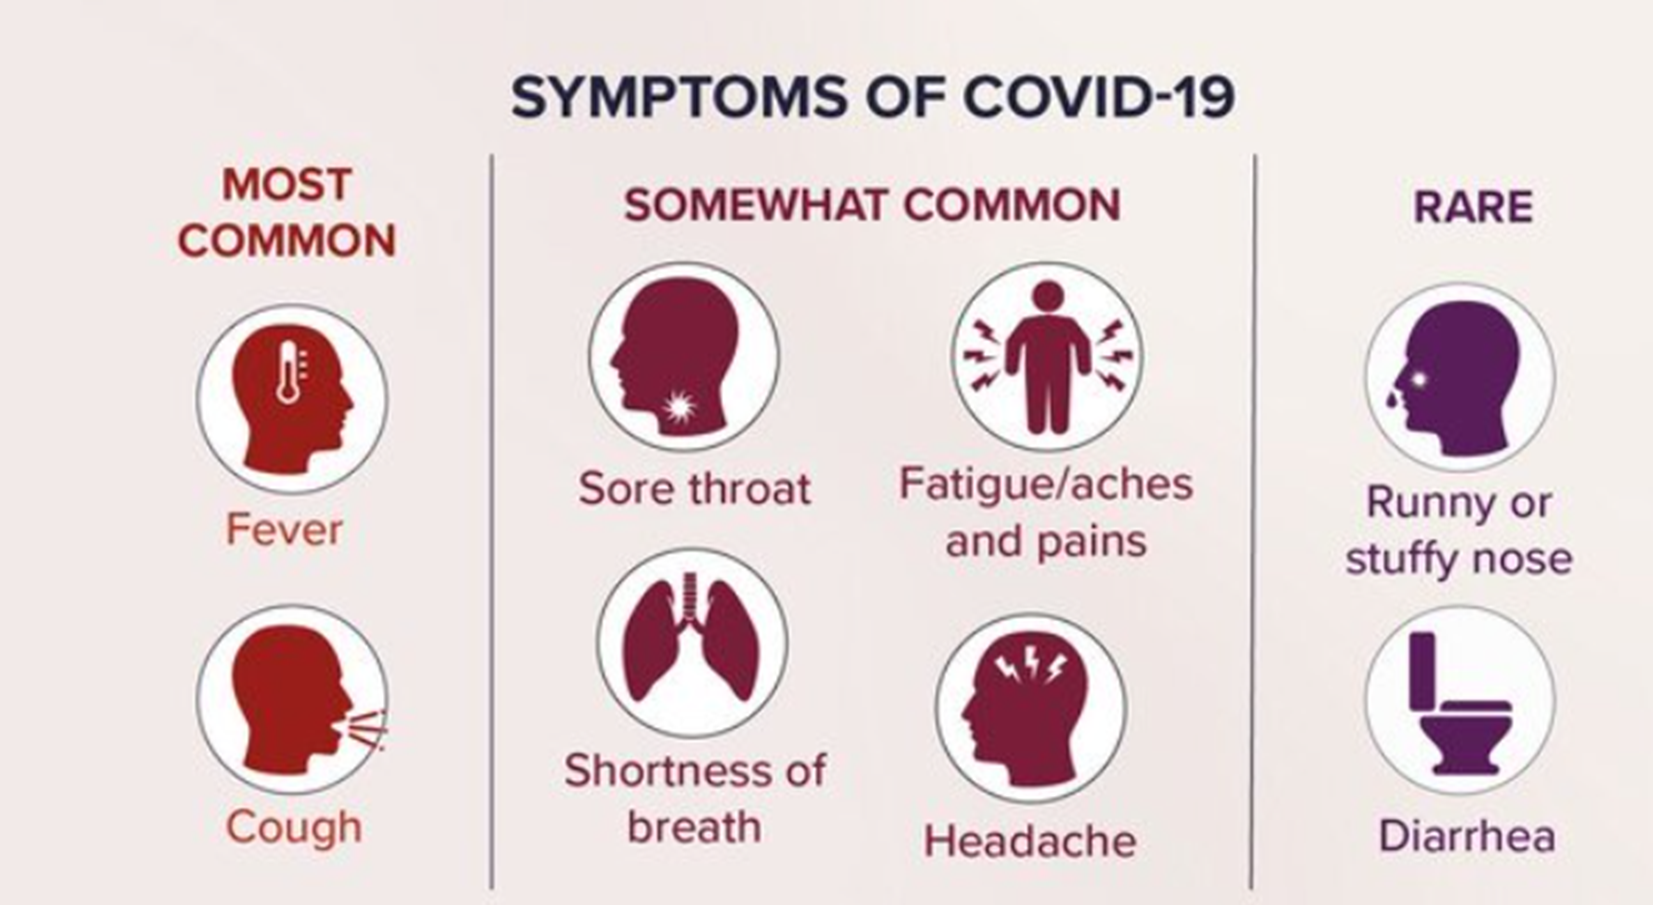 SYMPTOMS OF COVID-19
MOST
COMMON
Fever
Cough
SOMEWHAT COMMON
Sore throat
Fatigue/aches
and pains
Shortness of
breath
Headache
RARE
Runny or
stuffy nose
Diarrhea